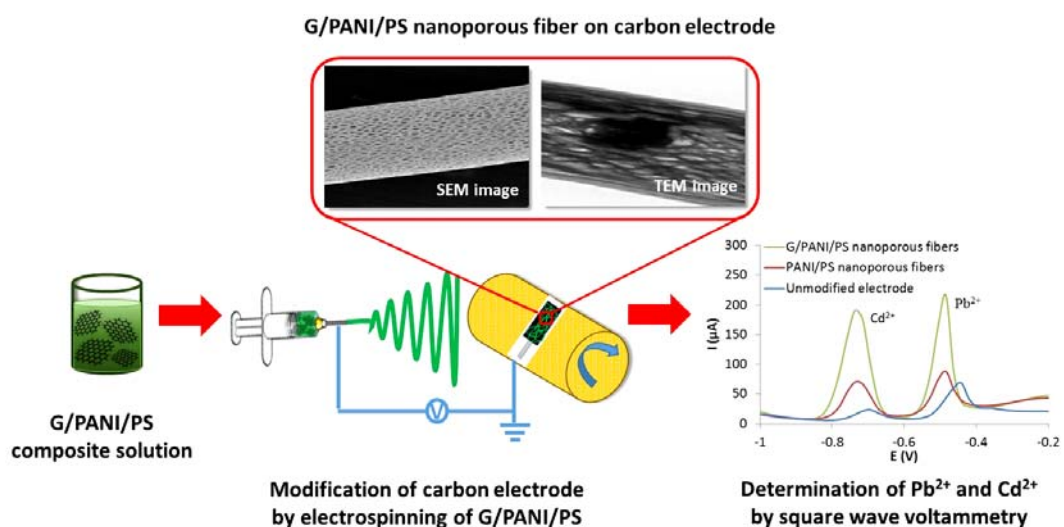 G/PANI/PS nanoporous fiber on carbon electrode
SEM image
TEM image
G/PANI/PS
composite solution
V
Modification of carbon electrode
by electrospinning of G/PANI/PS
300
250
200
150
100
50
0
I (µA)
G/PANI/PS nanoporous fibers
PANI/PS nanoporous fibers
Unmodified electrode
Cd²⁺
Pb²⁺
-1
-0.8
-0.6
-0.4
-0.2
E (V)
Determination of Pb²⁺ and Cd²⁺
by square wave voltammetry